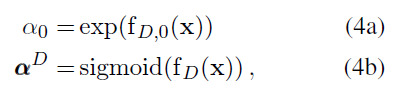 α₀ = exp(f_{D,0}(x)) (4a)
α^D = sigmoid(f_D(x)) , (4b)